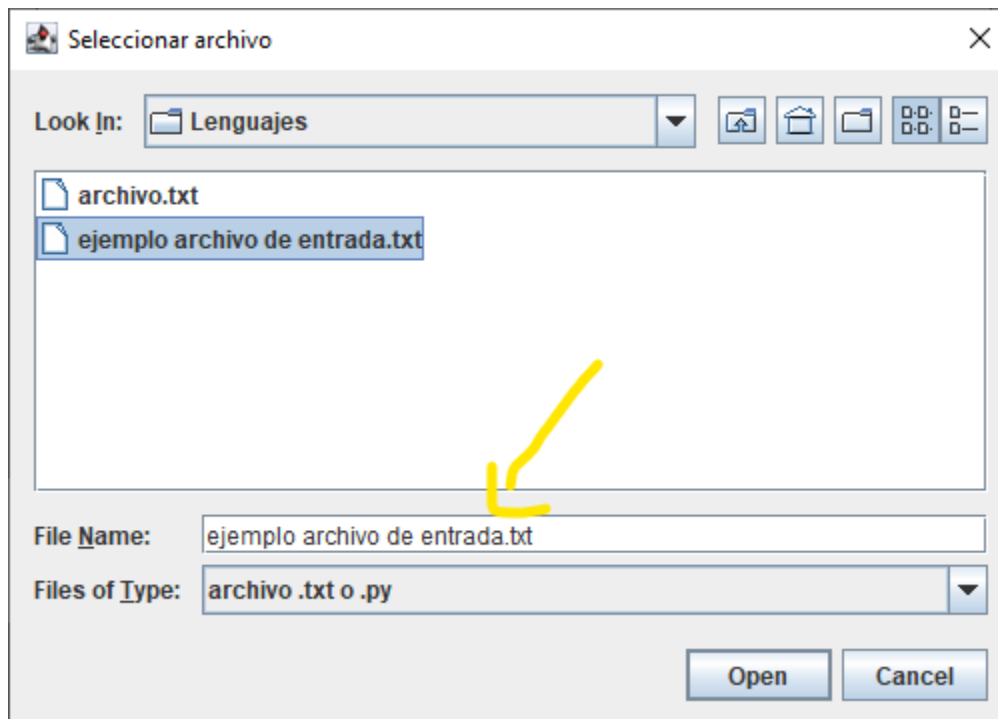 Seleccionar archivo
Look In: Lenguajes
archivo.txt
ejemplo archivo de entrada.txt
File Name: ejemplo archivo de entrada.txt
Files of Type: archivo .txt o .py
Open Cancel